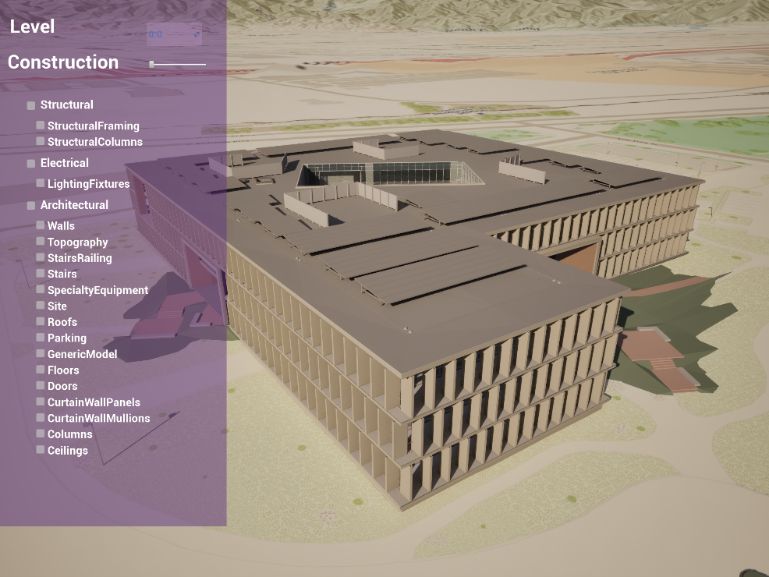 Level
Construction
Structural
StructuralFraming
StructuralColumns
Electrical
LightingFixtures
Architectural
Walls
Topography
StairsRailing
Stairs
SpecialtyEquipment
Site
Roofs
Parking
GenericModel
Floors
Doors
CurtainWallPanels
CurtainWallMullions
Columns
Ceilings